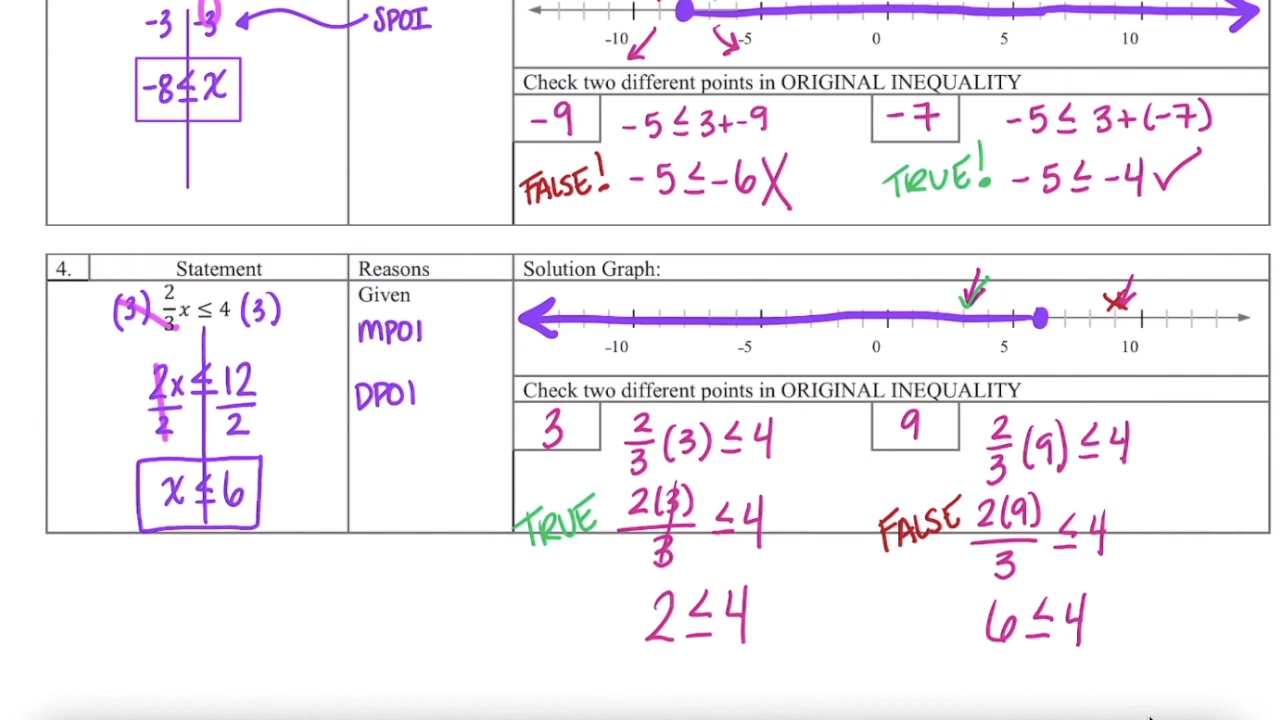 -3 -3 SPOI
-10 -5 0 5 10
-8 ≤ x
Check two different points in ORIGINAL INEQUALITY
-9 -5 ≤ 3+-9 -7 -5 ≤ 3+(-7)
FALSE! -5 ≤ -6 X TRUE! -5 ≤ -4 ✓
4. Statement Reasons Solution Graph:
(3) 2/3 x ≤ 4 (3) Given
MPOI
-10 -5 0 5 10
2x/2 ≤ 12/2 DPOI
Check two different points in ORIGINAL INEQUALITY
3 2/3 (3) ≤ 4 9 2/3 (9) ≤ 4
x ≤ 6
TRUE 2(3)/3 ≤ 4 FALSE 2(9)/3 ≤ 4
2 ≤ 4 6 ≤ 4